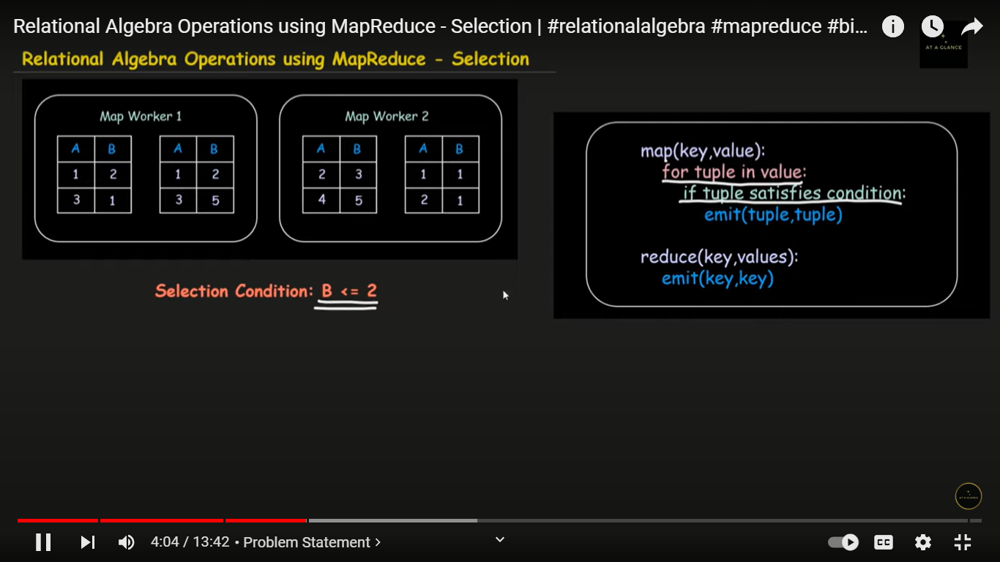 Relational Algebra Operations using MapReduce - Selection | #relationalalgebra #mapreduce #bi...
AT A GLANCE
Relational Algebra Operations using MapReduce - Selection
Map Worker 1
A B
1 2
3 1
A B
1 2
3 5
Map Worker 2
A B
2 3
4 5
A B
1 1
2 1
Selection Condition: B <= 2
map(key,value):
for tuple in value:
if tuple satisfies condition:
emit(tuple,tuple)
reduce(key,values):
emit(key,key)
AT A GLANCE
4:04 / 13:42 • Problem Statement >
CC